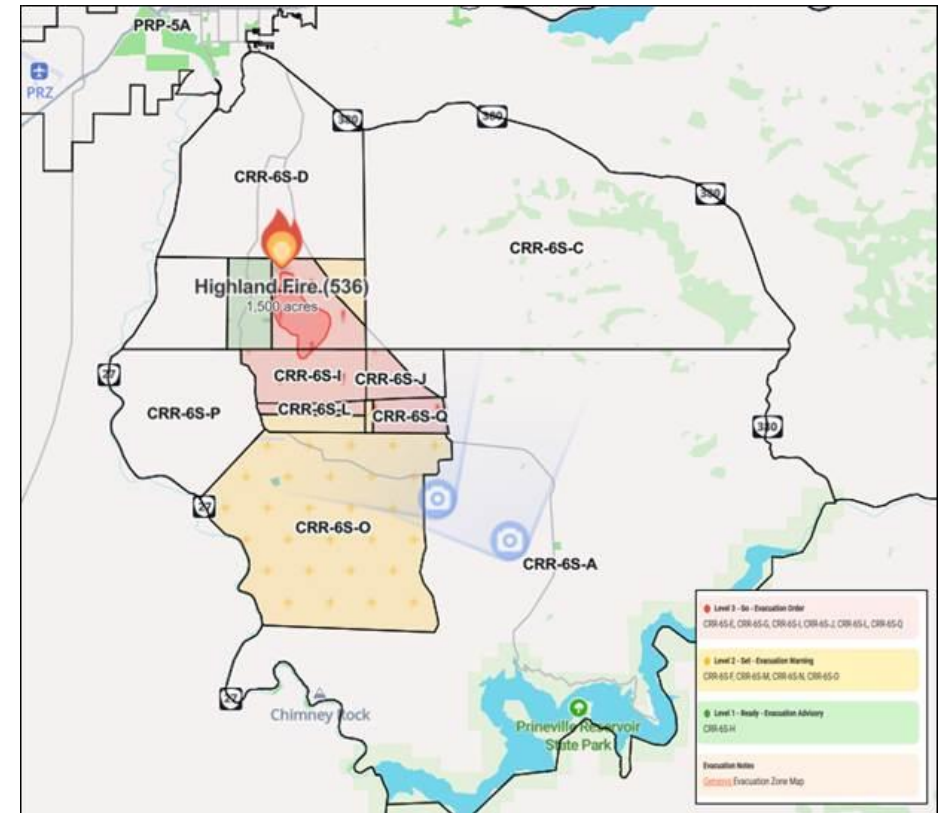 PRP-5A
PRZ
380
380
380
CRR-6S-D
CRR-6S-C
Highland Fire (536)
1,500 acres
27
CRR-6S-I
CRR-6S-J
CRR-6S-P
CRR-6S-L
CRR-6S-Q
380
27
CRR-6S-O
CRR-6S-A
27
Chimney Rock
Prineville Reservoir
State Park
Level 3 - Go - Evacuation Order
CRR-6S-E, CRR-6S-G, CRR-6S-I, CRR-6S-J, CRR-6S-L, CRR-6S-Q
Level 2 - Set - Evacuation Warning
CRR-6S-F, CRR-6S-M, CRR-6S-N, CRR-6S-O
Level 1 - Ready - Evacuation Advisory
CRR-6S-H
Evacuation Notes
Genasys Evacuation Zone Map